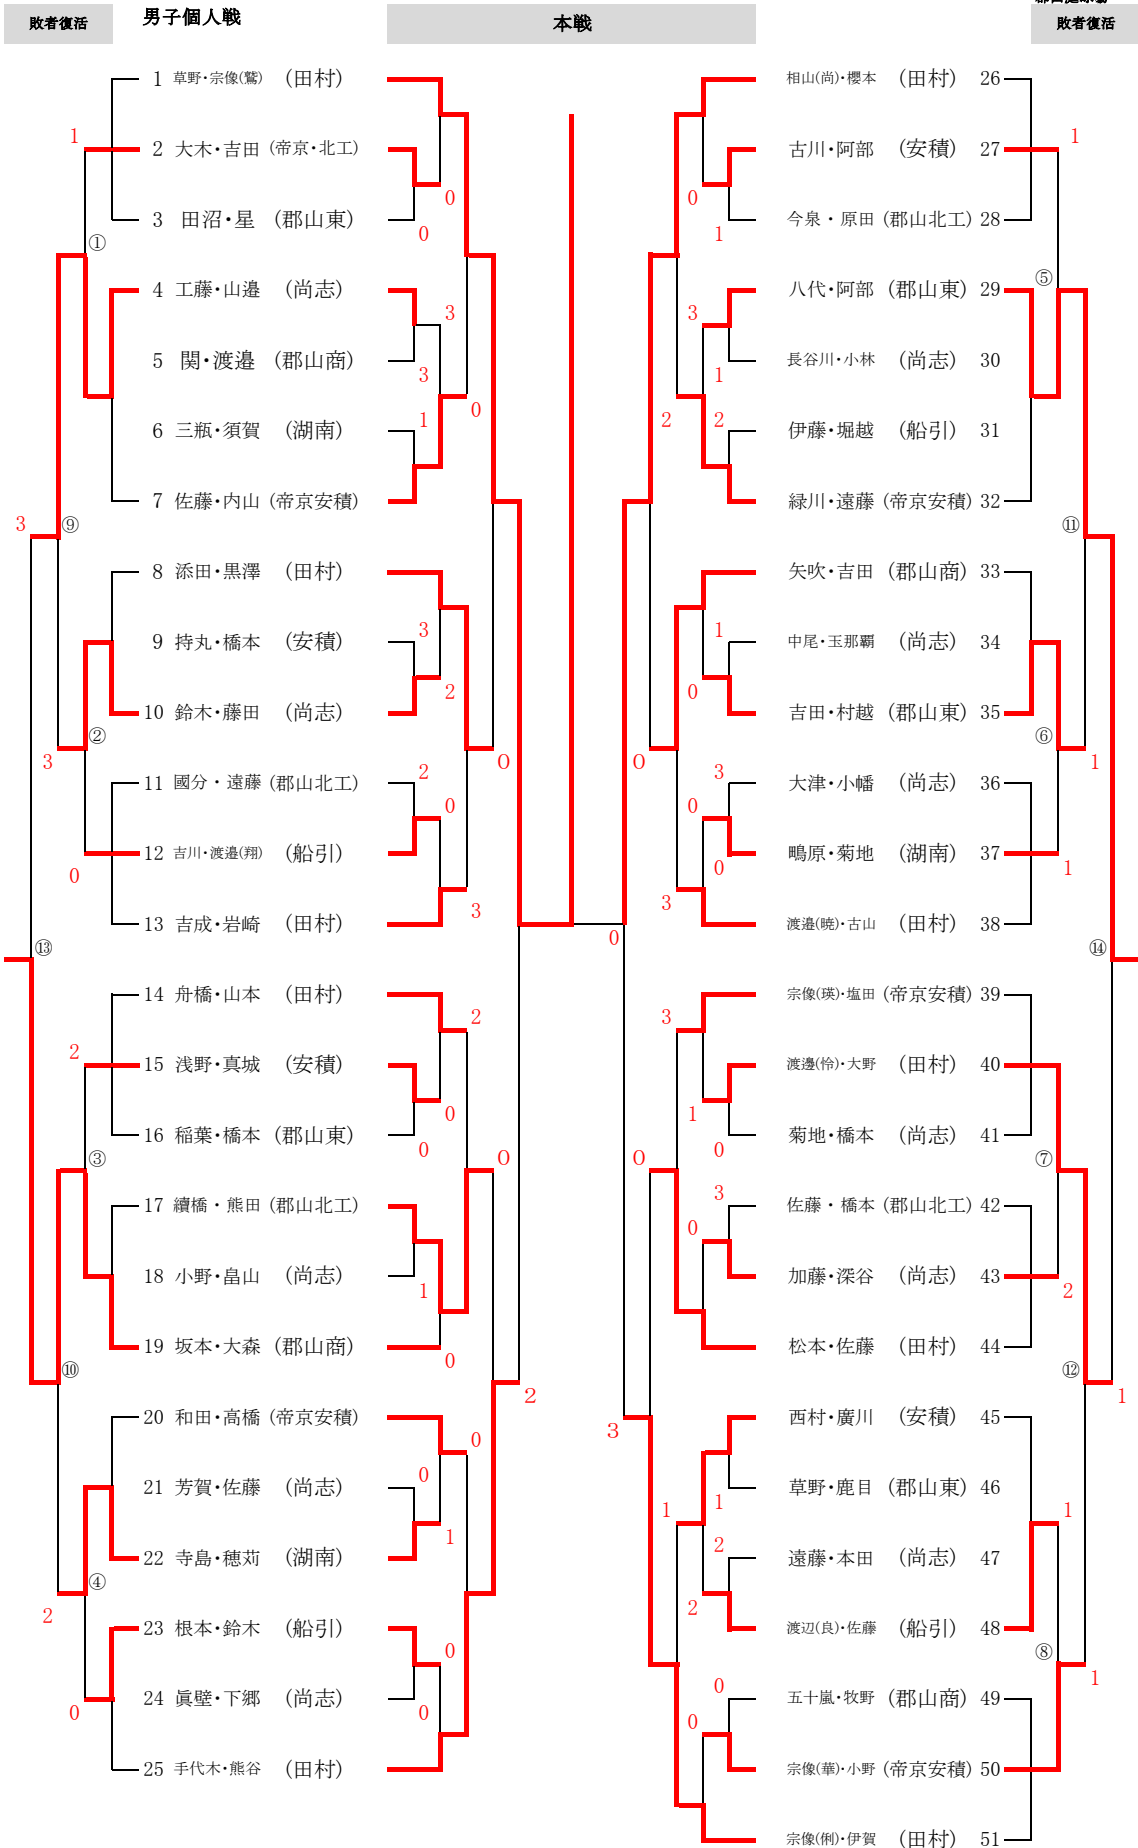 敗者復活 男子個人戦 本戦 敗者復活
1 草野・宗像(鷲) (田村) 相山(尚)・櫻本 (田村) 26
1 2 大木・吉田 (帝京・北工) 古川・阿部 (安積) 27 1
0 0
3 田沼・星 (郡山東) 今泉・原田 (郡山北工) 28
0 1
① ⑤
4 工藤・山邉 (尚志) 八代・阿部 (郡山東) 29
3 3
5 関・渡邉 (郡山商) 長谷川・小林 (尚志) 30
3 1
0
1 2 2
6 三瓶・須賀 (湖南) 伊藤・堀越 (船引) 31
7 佐藤・内山 (帝京安積) 緑川・遠藤 (帝京安積) 32
3 ⑨ ⑪
8 添田・黒澤 (田村) 矢吹・吉田 (郡山商) 33
3 1
9 持丸・橋本 (安積) 中尾・玉那覇 (尚志) 34
2 0
10 鈴木・藤田 (尚志) 吉田・村越 (郡山東) 35
② ⑥
3 0 0 1
2 3
11 國分・遠藤 (郡山北工) 大津・小幡 (尚志) 36
0 0
12 吉川・渡邉(翔) (船引) 鴫原・菊地 (湖南) 37
0 0 1
3 3
13 吉成・岩崎 (田村) 渡邉(暁)・古山 (田村) 38
0
⑬ ⑭
14 舟橋・山本 (田村) 宗像(瑛)・塩田 (帝京安積) 39
2 3
2 15 浅野・真城 (安積) 渡邊(怜)・大野 (田村) 40
0 1
16 稲葉・橋本 (郡山東) 菊地・橋本 (尚志) 41
0 0
③ 0 0 ⑦
3
17 續橋・熊田 (郡山北工) 佐藤・橋本 (郡山北工) 42
0
18 小野・畠山 (尚志) 加藤・深谷 (尚志) 43
1 2
19 坂本・大森 (郡山商) 松本・佐藤 (田村) 44
0
⑩ ⑫
2 1
20 和田・高橋 (帝京安積) 西村・廣川 (安積) 45
0 3
0
21 芳賀・佐藤 (尚志) 草野・鹿目 (郡山東) 46
1 1 1
1 2
22 寺島・穂苅 (湖南) 遠藤・本田 (尚志) 47
④
2 2
23 根本・鈴木 (船引) 渡辺(良)・佐藤 (船引) 48
0 ⑧
0 1
24 眞壁・下郷 (尚志) 五十嵐・牧野 (郡山商) 49
0 0 0
25 手代木・熊谷 (田村) 宗像(華)・小野 (帝京安積) 50
宗像(俐)・伊賀 (田村) 51